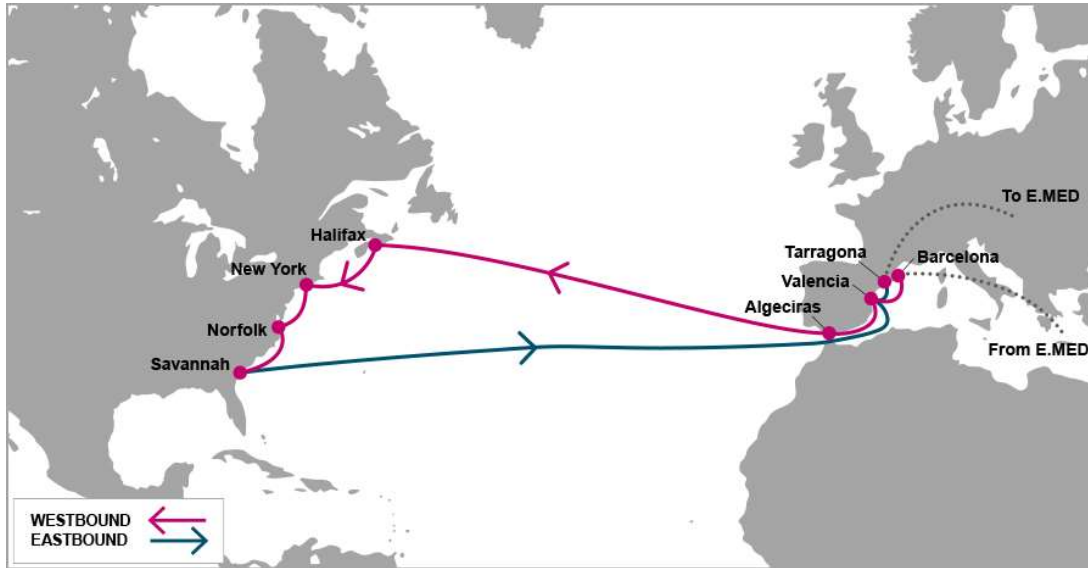 To E.MED
Halifax
Tarragona
Barcelona
New York
Valencia
Algeciras
Norfolk
From E.MED
Savannah
WESTBOUND
EASTBOUND